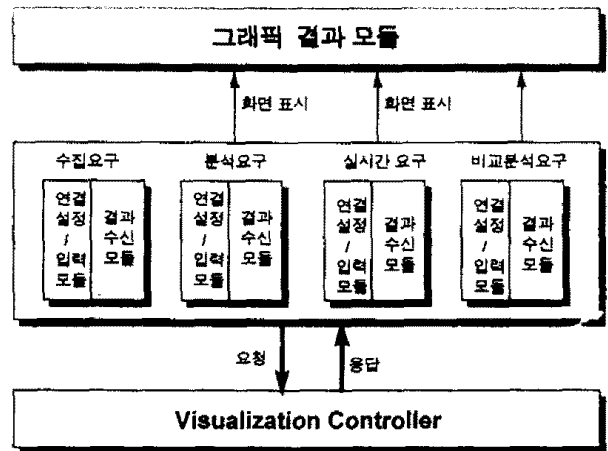 그래픽 결과 모듈
화면 표시
화면 표시
수집요구
분석요구
실시간 요구
비교분석요구
연결
설정
/
입력
모듈
결과
수신
모듈
연결
설정
/
입력
모듈
결과
수신
모듈
연결
설정
/
입력
모듈
결과
수신
모듈
연결
설정
/
입력
모듈
결과
수신
모듈
요청
응답
Visualization Controller